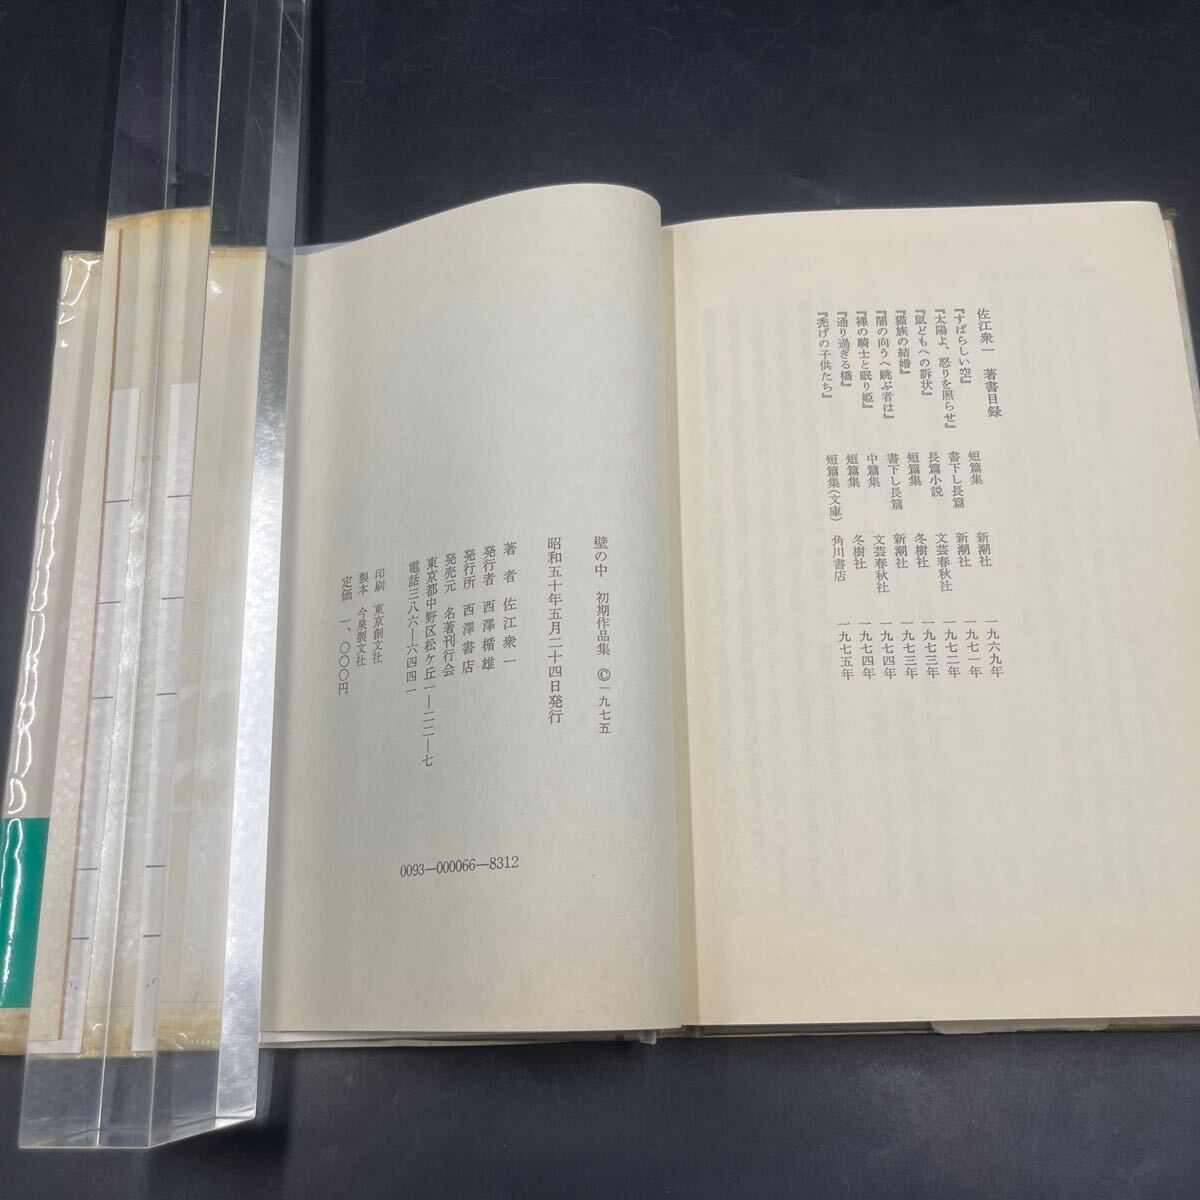 佐江衆一 著書目録
『すばらしい空』 短篇集 新潮社 一九六九年
『太陽よ、怒りを照らせ』 書下し長篇 新潮社 一九七一年
『鼠どもへの訴状』 長篇小説 文芸春秋社 一九七二年
『猫族の結婚』 短篇集 冬樹社 一九七三年
『闇の向うへ跳ぶ者は』 書下し長篇 新潮社 一九七三年
『裸の騎士と眠り姫』 中篇集 文芸春秋社 一九七四年
『通り過ぎる橋』 短篇集 冬樹社 一九七四年
『禿げの子供たち』 短篇集(文庫) 角川書店 一九七五年
壁の中 初期作品集 ©一九七五
昭和五十年五月二十四日発行
著者 佐江衆一
発行者 西澤楯雄
発行所 西澤書店
発売元 名著刊行会
東京都中野区松ケ丘一—二二—七
電話三八六—六四四一
印刷 東京創文社
製本 今泉製文社
定価 一、〇〇〇円
0093—000066—8312